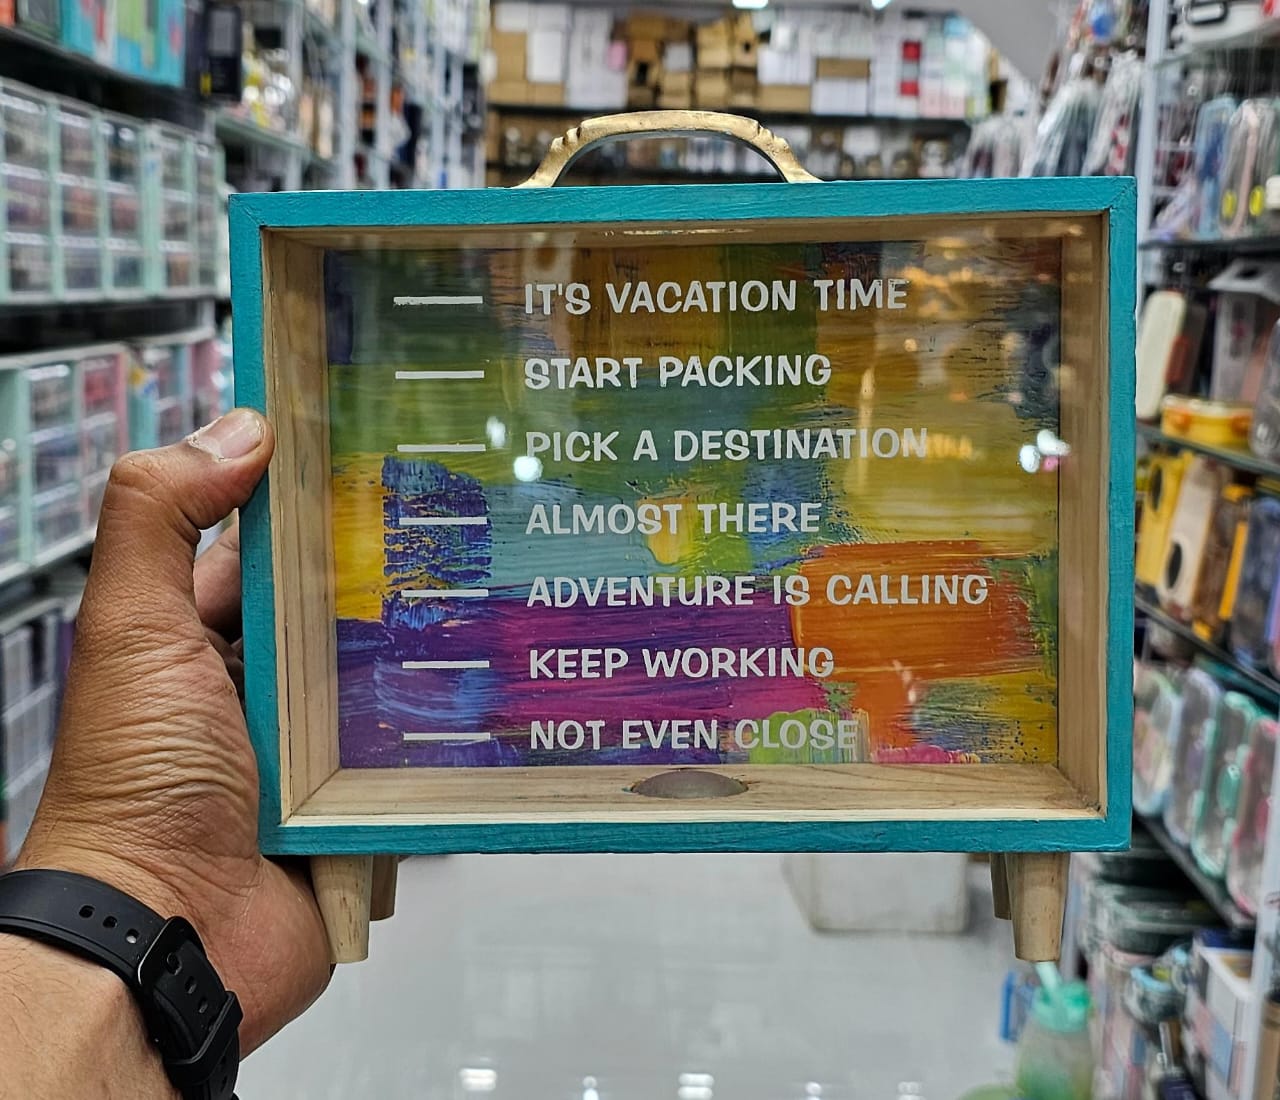 IT'S VACATION TIME
START PACKING
PICK A DESTINATION
ALMOST THERE
ADVENTURE IS CALLING
KEEP WORKING
NOT EVEN CLOSE